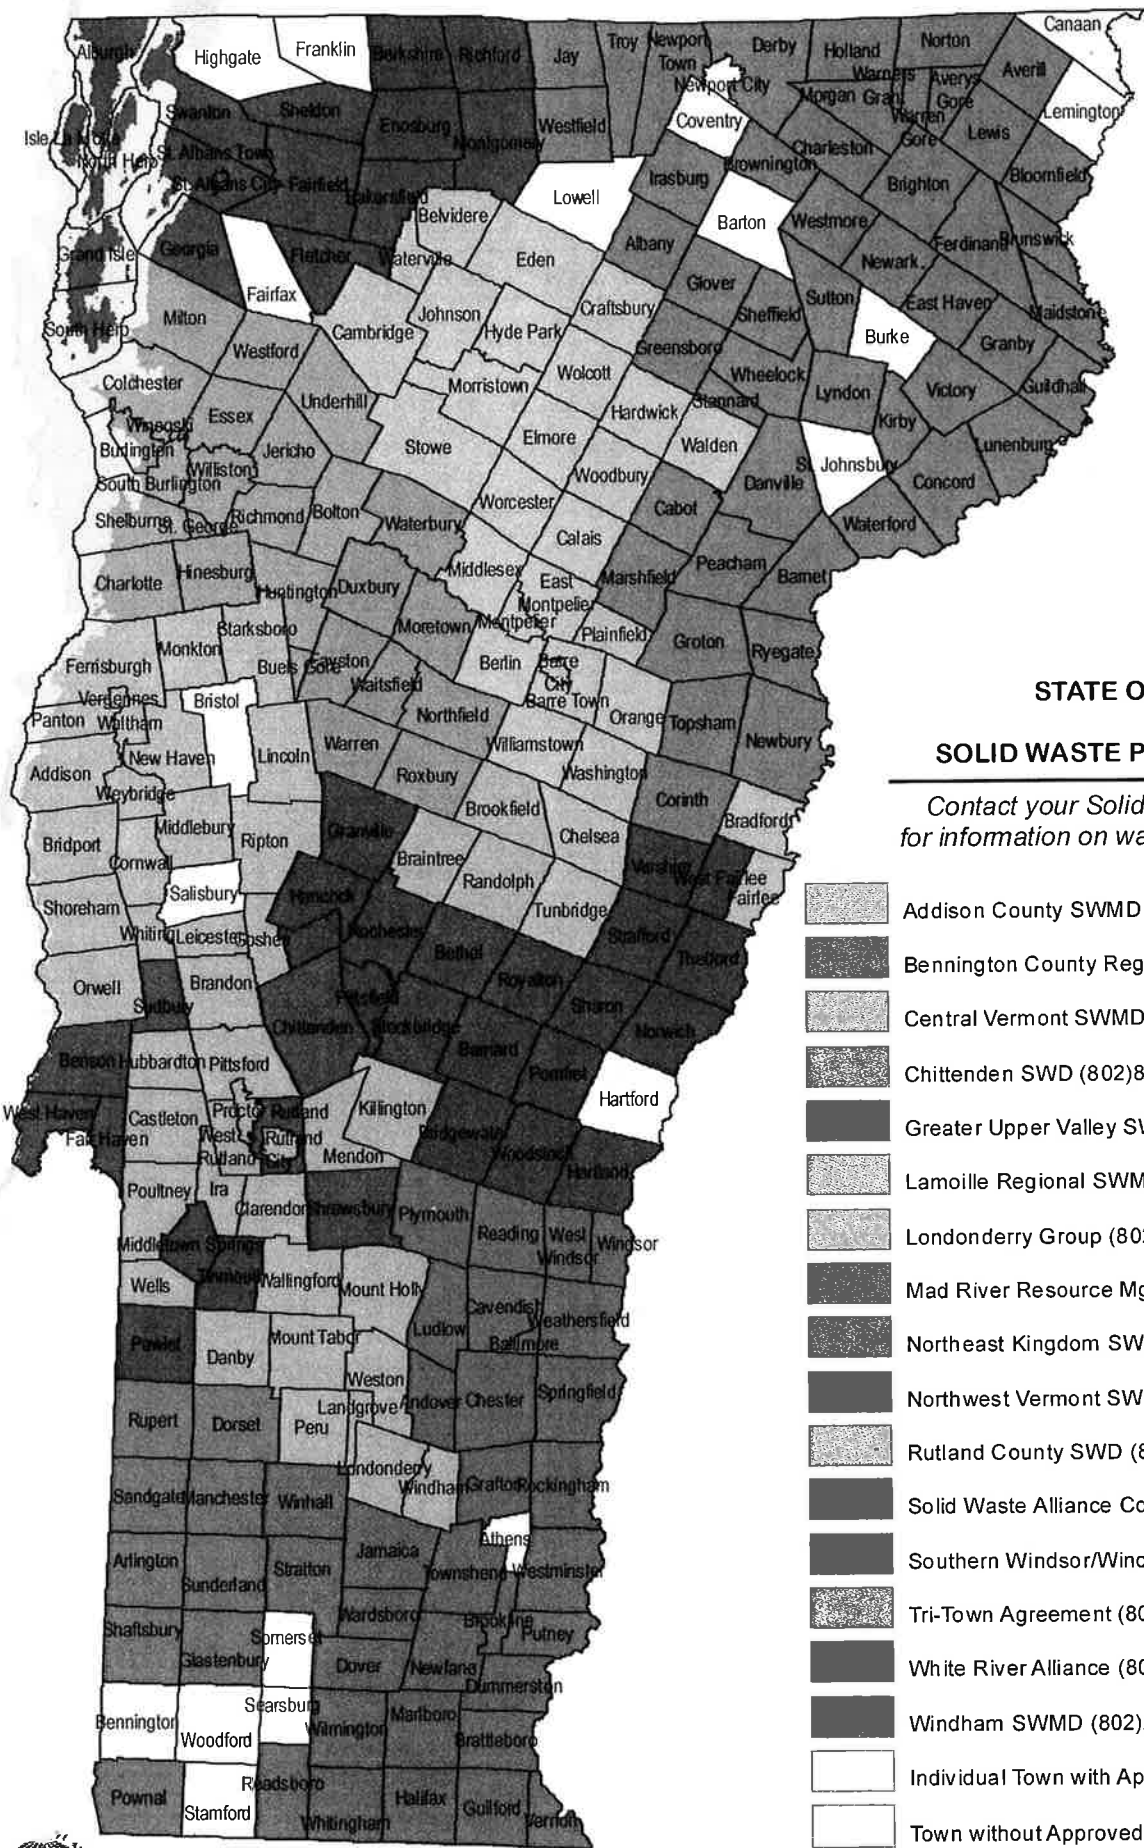 Canaan
Alburgh
Highgate
Franklin
Berkshire
Richford
Jay
Troy
Newport Town
Derby
Holland
Norton
Averill
Newport City
Warners Grant
Averys Gore
Morgan
Warren Gore
Lemington
Swanton
Sheldon
Enosburg
Montgomery
Westfield
Coventry
Charleston
Lewis
Isle La Motte
North Hero
St. Albans Town
St. Albans City
Fairfield
Bakersfield
Belvidere
Lowell
Irasburg
Brownington
Brighton
Bloomfield
Grand Isle
Georgia
Fletcher
Waterville
Eden
Albany
Barton
Westmore
Ferdinand
Brunswick
Fairfax
Newark
Glover
South Hero
Milton
Cambridge
Johnson
Hyde Park
Craftsbury
Sheffield
Sutton
East Haven
Maidstone
Westford
Greensboro
Burke
Granby
Colchester
Underhill
Morristown
Wolcott
Wheelock
Lyndon
Victory
Guildhall
Winooski
Essex
Hardwick
Stannard
Kirby
Burlington
Jericho
Stowe
Elmore
Walden
Lunenburg
Williston
South Burlington
Woodbury
St. Johnsbury
Danville
Concord
Shelburne
St. George
Richmond
Bolton
Waterbury
Worcester
Cabot
Waterford
Calais
Charlotte
Hinesburg
Huntington
Duxbury
Middlesex
East Montpelier
Marshfield
Peacham
Barnet
Moretown
Montpelier
Plainfield
Groton
Ryegate
Starksboro
Monkton
Ferrisburgh
Buels Gore
Fayston
Waitsfield
Berlin
Barre City
Barre Town
Vergennes
Bristol
Panton
Waltham
Northfield
Orange
Topsham
Newbury
STATE O
New Haven
Lincoln
Warren
Williamstown
SOLID WASTE P
Addison
Weybridge
Roxbury
Washington
Corinth
Bradford
Contact your Solid
for information on wa
Brookfield
Chelsea
Bridport
Middlebury
Cornwall
Ripton
Granville
Braintree
Randolph
Vershire
West Fairlee
Fairlee
Shoreham
Salisbury
Hancock
Tunbridge
Whiting
Leicester
Goshen
Rochester
Bethel
Strafford
Thetford
Orwell
Sudbury
Brandon
Royalton
Pittsfield
Sharon
Chittenden
Stockbridge
Barnard
Norwich
Benson
Hubbardton
Pittsford
Pomfret
Hartford
West Haven
Fair Haven
Castleton
Proctor
Rutland
Killington
Bridgewater
Woodstock
Hartland
West Rutland
Rutland City
Mendon
Poultney
Ira
Clarendon
Shrewsbury
Plymouth
Reading
West Windsor
Windsor
Middletown Springs
Tinmouth
Wallingford
Mount Holly
Wells
Cavendish
Weathersfield
Ludlow
Baltimore
Pawlet
Danby
Mount Tabor
Weston
Landgrove
Andover
Chester
Springfield
Rupert
Dorset
Peru
Londonderry
Windham
Grafton
Rockingham
Sandgate
Manchester
Winhall
Athens
Arlington
Sunderland
Stratton
Jamaica
Townshend
Westminster
Wardsboro
Brookline
Putney
Shaftsbury
Glastenbury
Somerset
Dover
Newfane
Dummerston
Bennington
Woodford
Searsburg
Wilmington
Marlboro
Brattleboro
Pownal
Stamford
Readsboro
Whitingham
Halifax
Guilford
Vernon
Addison County SWMD
Bennington County Reg
Central Vermont SWMD
Chittenden SWD (802)8
Greater Upper Valley SW
Lamoille Regional SWM
Londonderry Group (802
Mad River Resource Mg
Northeast Kingdom SW
Northwest Vermont SW
Rutland County SWD (8
Solid Waste Alliance Co
Southern Windsor/Wind
Tri-Town Agreement (80
White River Alliance (80
Windham SWMD (802)
Individual Town with Ap
Town without Approved